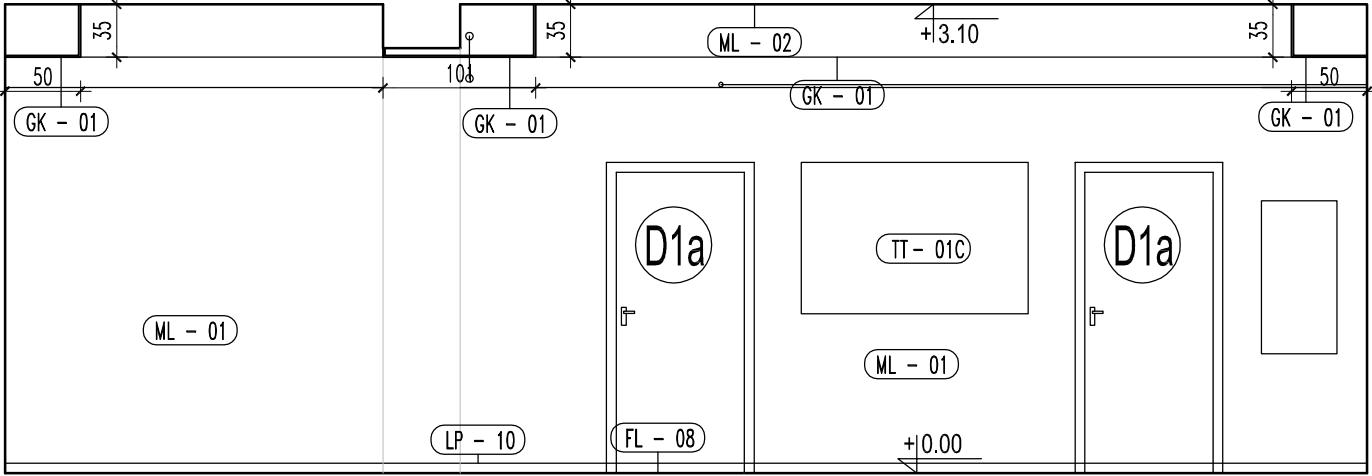 35
35
ML - 02
+3.10
35
50
101
50
GK - 01
GK - 01
GK - 01
GK - 01
D1a
TT - 01C
D1a
ML - 01
ML - 01
LP - 10
FL - 08
+0.00